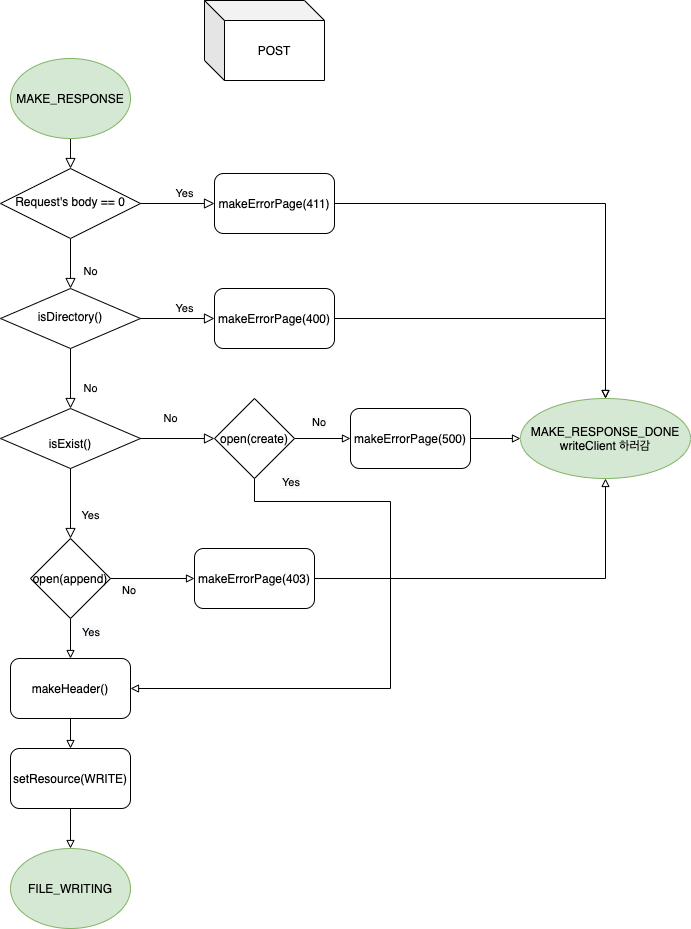 POST
MAKE_RESPONSE
Request's body == 0
Yes
makeErrorPage(411)
No
isDirectory()
Yes
makeErrorPage(400)
No
isExist()
No
open(create)
No
makeErrorPage(500)
MAKE_RESPONSE_DONE
writeClient 하러감
Yes
Yes
open(append)
No
makeErrorPage(403)
Yes
makeHeader()
setResource(WRITE)
FILE_WRITING